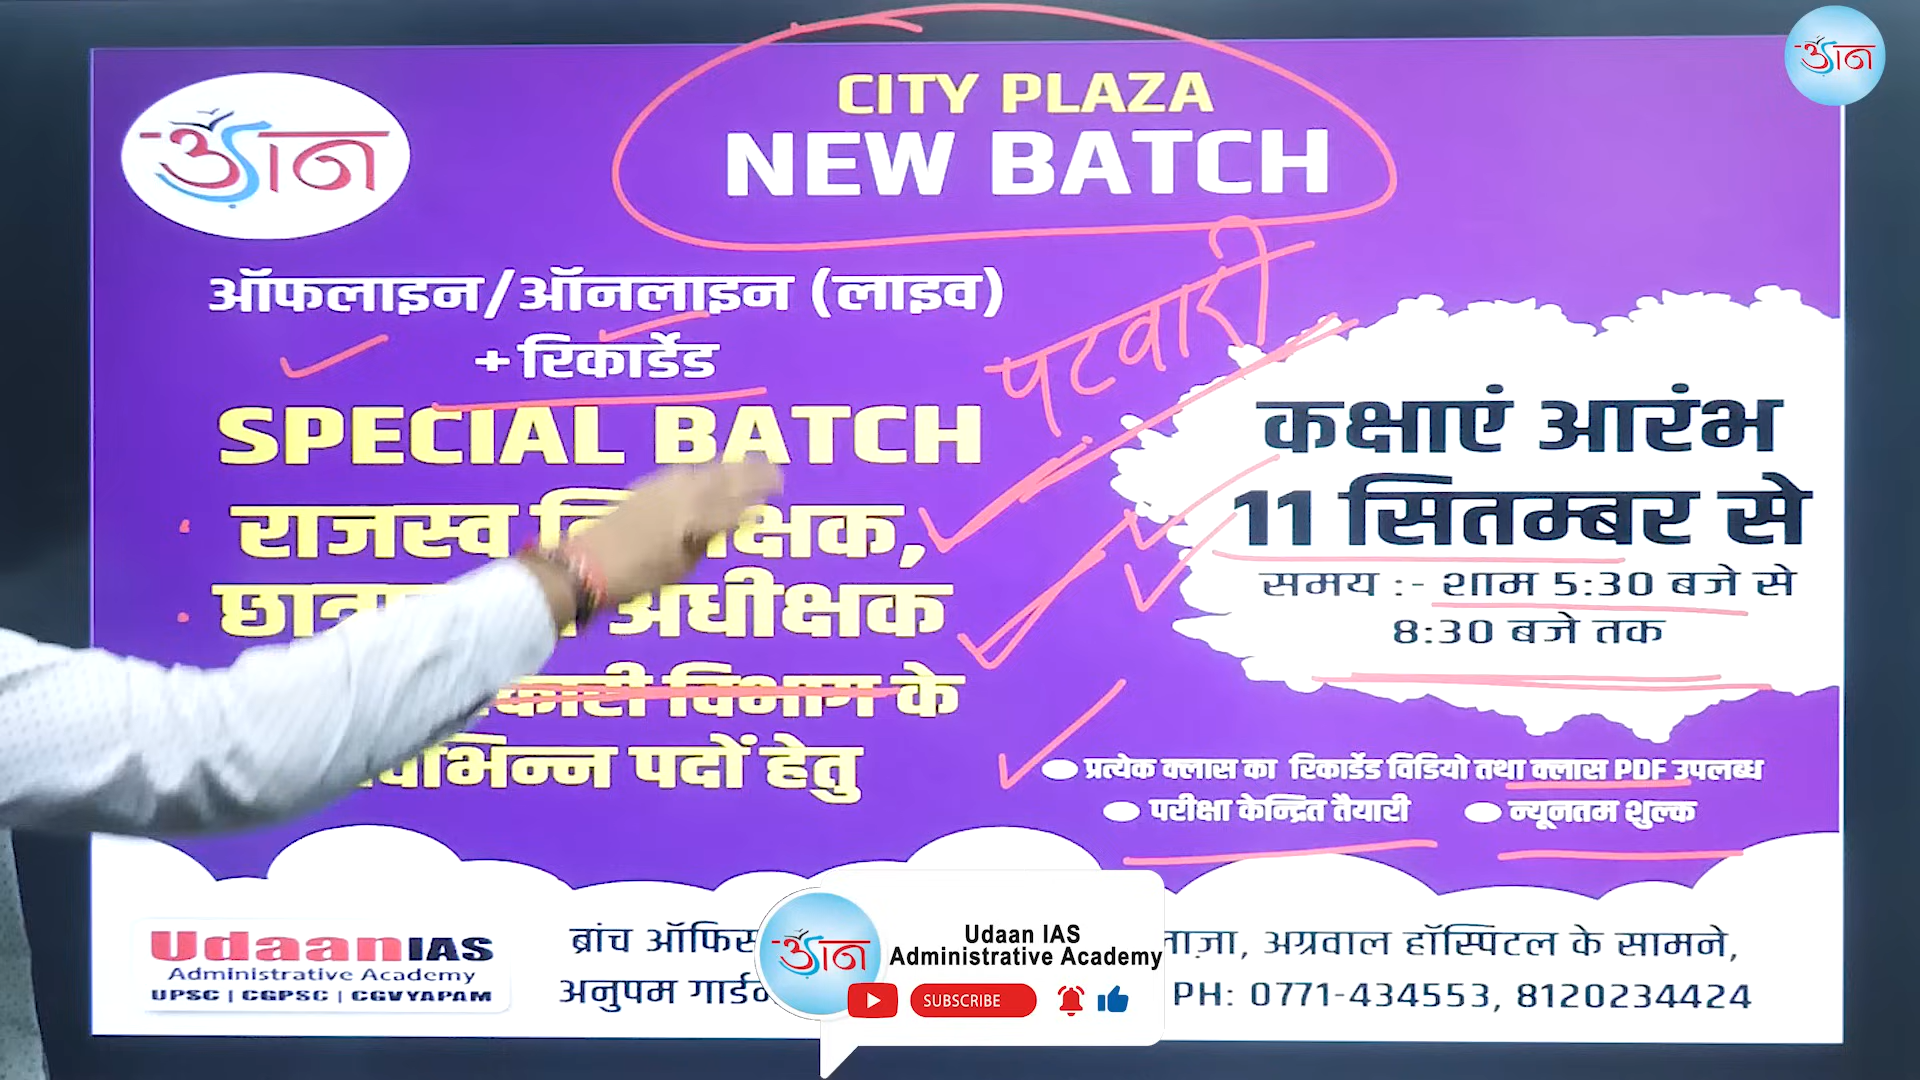 उड़ान
CITY PLAZA
NEW BATCH
उड़ान
ऑफलाइन/ऑनलाइन (लाइव)
+रिकार्डेड
पटवारी
SPECIAL BATCH
राजस्व
अधीक्षक
विभाग के
पदों हेतु
कक्षाएं आरंभ
11 सितम्बर से
समय :- शाम 5:30 बजे से
8:30 बजे तक
प्रत्येक क्लास का रिकार्डेड विडियो तथा क्लास PDF उपलब्ध
परीक्षा केन्द्रित तैयारी
न्यूनतम शुल्क
Udaan IAS
Administrative Academy
UPSC | CGPSC | CGVYAPAM
ब्रांच
अग्रवाल हॉस्पिटल के सामने,
अनुपम
PH: 0771-434553, 8120234424
उड़ान
Udaan IAS
Administrative Academy
SUBSCRIBE